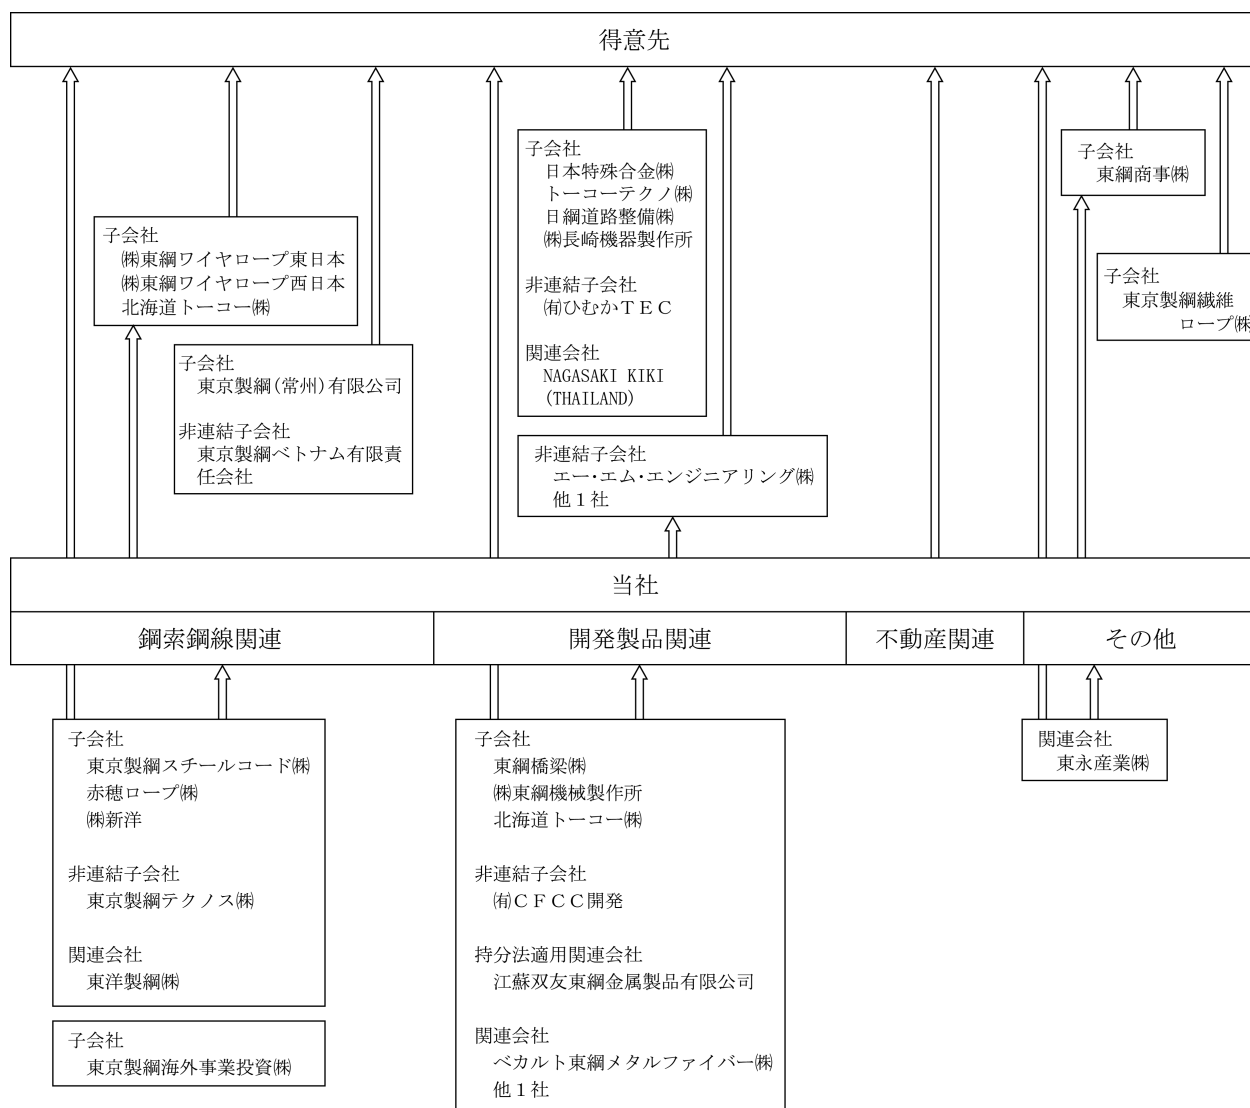 得意先
子会社
日本特殊合金㈱
トーコーテクノ㈱
日綱道路整備㈱
㈱長崎機器製作所
非連結子会社
㈲ひむかＴＥＣ
関連会社
NAGASAKI KIKI
(THAILAND)
子会社
東綱商事㈱
子会社
㈱東綱ワイヤロープ東日本
㈱東綱ワイヤロープ西日本
北海道トーコー㈱
子会社
東京製綱繊維
ロープ㈱
子会社
東京製綱(常州)有限公司
非連結子会社
東京製綱ベトナム有限責
任会社
非連結子会社
エー・エム・エンジニアリング㈱
他１社
当社
鋼索鋼線関連
開発製品関連
不動産関連
その他
子会社
東京製綱スチールコード㈱
赤穂ロープ㈱
㈱新洋
非連結子会社
東京製綱テクノス㈱
関連会社
東洋製綱㈱
子会社
東京製綱海外事業投資㈱
子会社
東綱橋梁㈱
㈱東綱機械製作所
北海道トーコー㈱
非連結子会社
㈲ＣＦＣＣ開発
持分法適用関連会社
江蘇双友東綱金属製品有限公司
関連会社
ベカルト東綱メタルファイバー㈱
他１社
関連会社
東永産業㈱